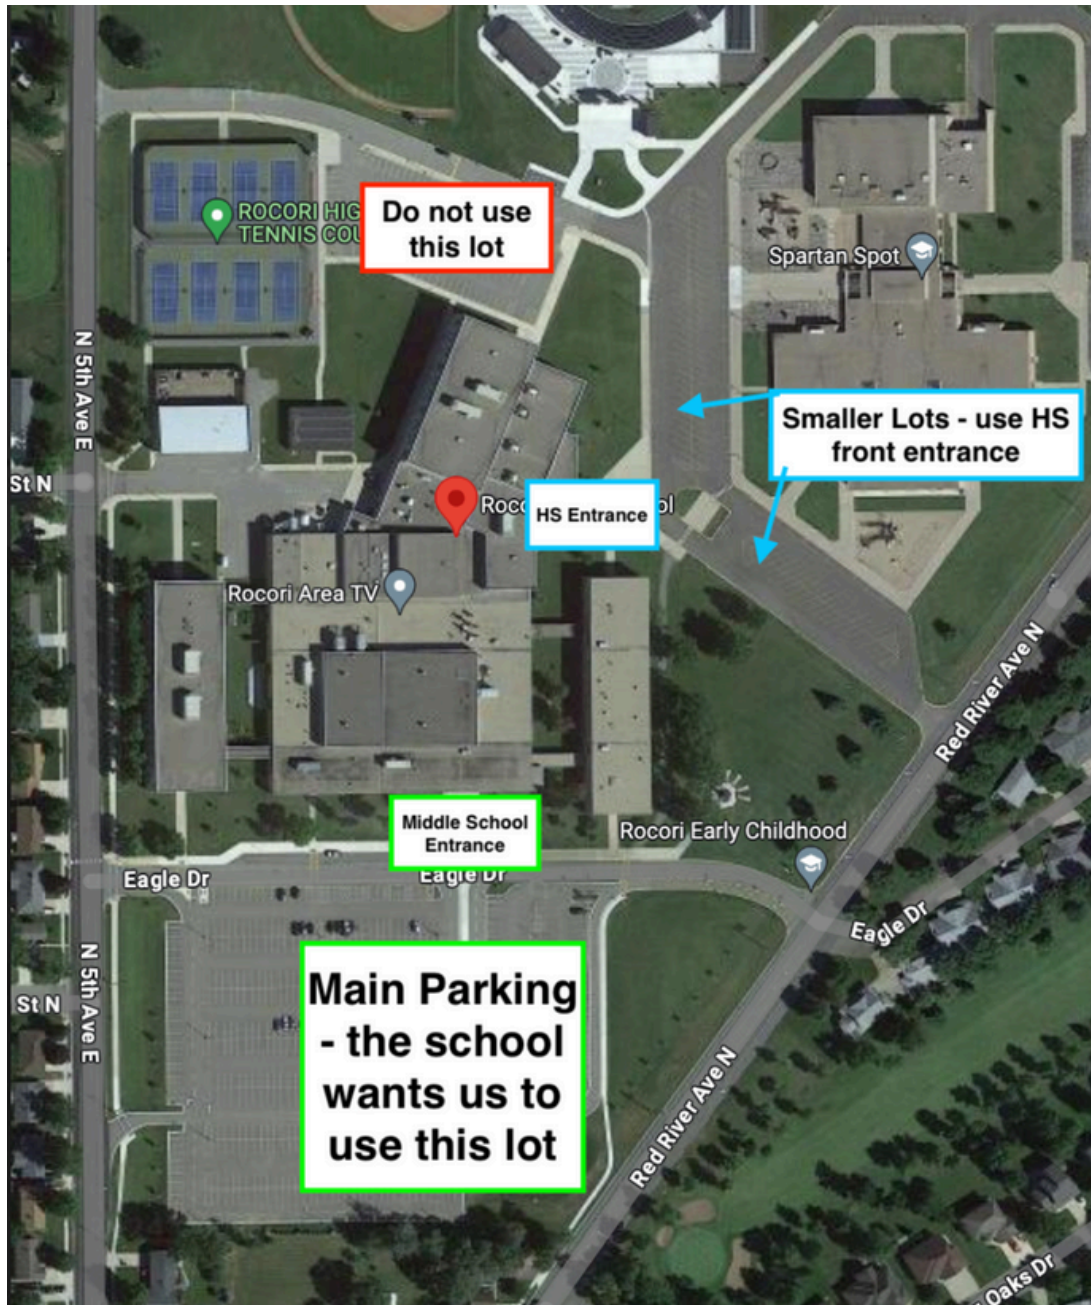 Do not use
this lot
ROCORI HIG
TENNIS COU
Spartan Spot
N 5th Ave E
Smaller Lots - use HS
front entrance
St N
Roc
ol
HS Entrance
Rocori Area TV
Red River Ave N
Middle School
Entrance
Rocori Early Childhood
Eagle Dr
Eagle Dr
Eagle Dr
N 5th Ave E
St N
Main Parking
- the school
wants us to
use this lot
Red River Ave N
Oaks Dr